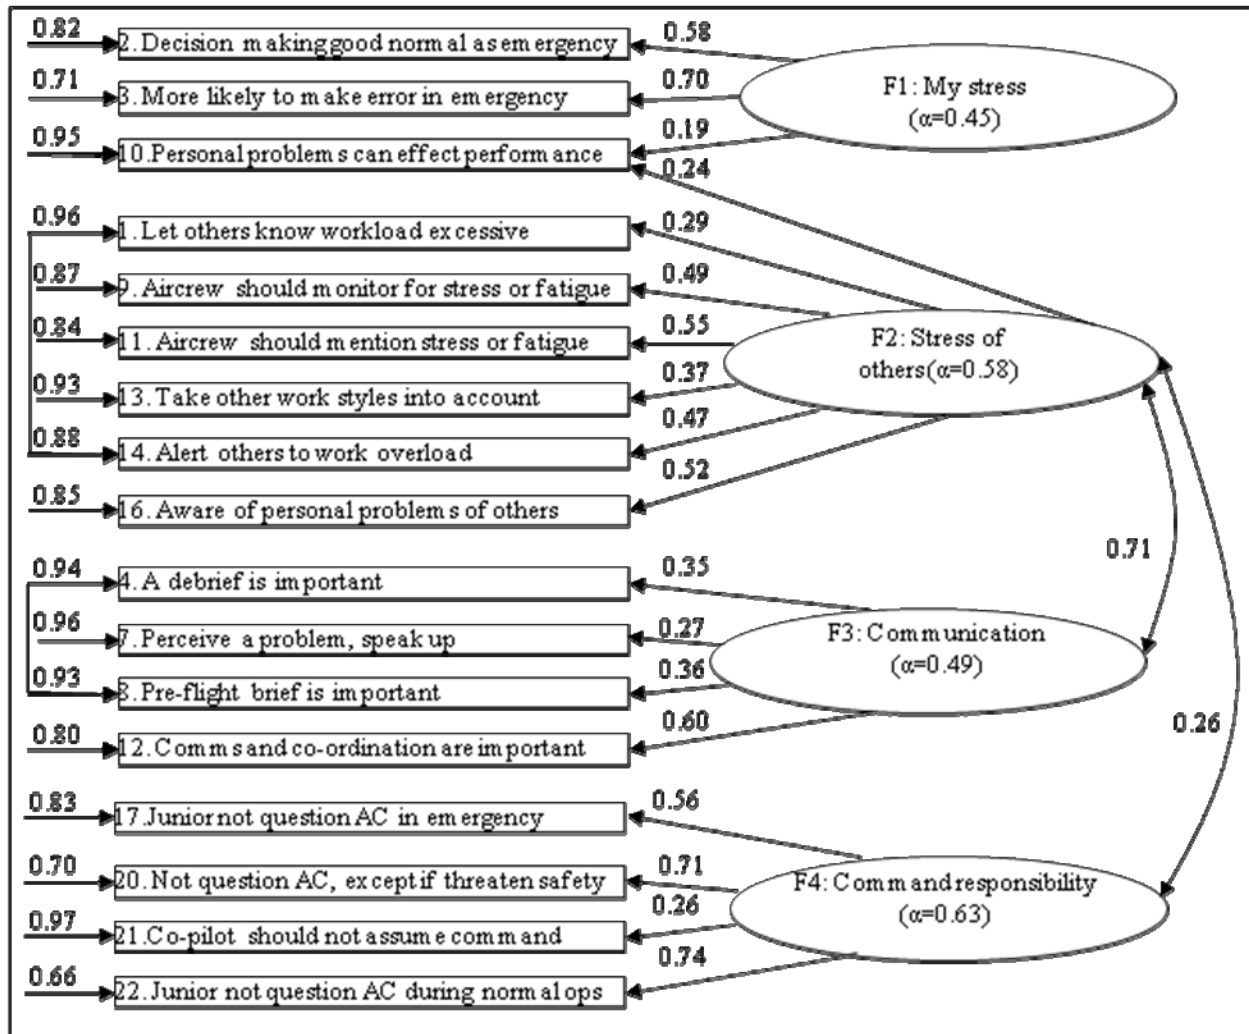 0.82
2. Decision making good normal as emergency
0.58
0.71
3. More likely to make error in emergency
0.70
F1: My stress
(α=0.45)
0.95
10. Personal problems can effect performance
0.19
0.24
0.96
1. Let others know workload excessive
0.29
0.87
9. Aircrew should monitor for stress or fatigue
0.49
0.84
11. Aircrew should mention stress or fatigue
0.55
F2: Stress of
others(α=0.58)
0.93
13. Take other work styles into account
0.37
0.88
14. Alert others to work overload
0.47
0.85
16. Aware of personal problems of others
0.52
0.71
0.94
4. A debrief is important
0.35
0.96
7. Perceive a problem, speak up
0.27
F3: Communication
(α=0.49)
0.93
8. Pre-flight brief is important
0.36
0.80
12. Comms and co-ordination are important
0.60
0.26
0.83
17. Junior not question AC in emergency
0.56
0.70
20. Not question AC, except if threaten safety
0.71
F4: Command responsibility
(α=0.63)
0.97
21. Co-pilot should not assume command
0.26
0.66
22. Junior not question AC during normal ops
0.74